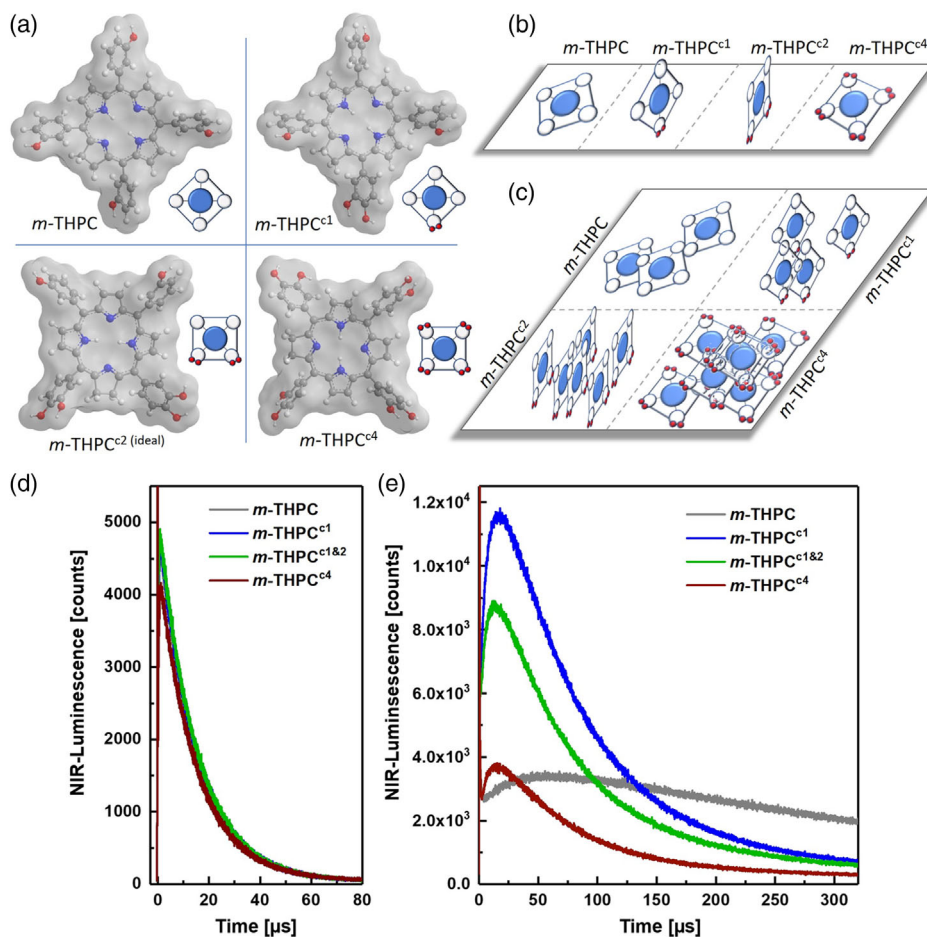 (a)
m-THPC
m-THPCᶜ¹
m-THPCᶜ² ⁽ⁱᵈᵉᵃˡ⁾
m-THPCᶜ⁴
(b)
m-THPC
m-THPCᶜ¹
m-THPCᶜ²
m-THPCᶜ⁴
(c)
m-THPC
m-THPCᶜ¹
m-THPCᶜ²
m-THPCᶜ⁴
(d)
m-THPC
m-THPCᶜ¹
m-THPCᶜ¹&²
m-THPCᶜ⁴
NIR-Luminescence [counts]
5000
4000
3000
2000
1000
0
0 20 40 60 80
Time [µs]
(e)
m-THPC
m-THPCᶜ¹
m-THPCᶜ¹&²
m-THPCᶜ⁴
NIR-Luminsescence [counts]
1.2x10⁴
1.0x10⁴
8.0x10³
6.0x10³
4.0x10³
2.0x10³
0.0
0 50 100 150 200 250 300
Time [µs]